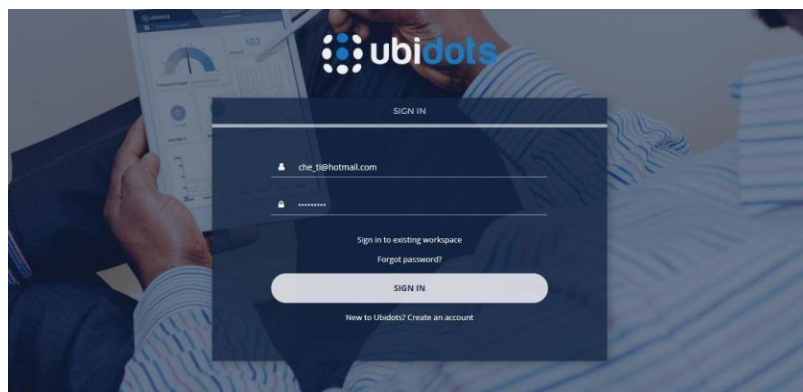 ubidots
SIGN IN
che_ti@hotmail.com
•••••••••
Sign in to existing workspace
Forgot password?
SIGN IN
New to Ubidots? Create an account